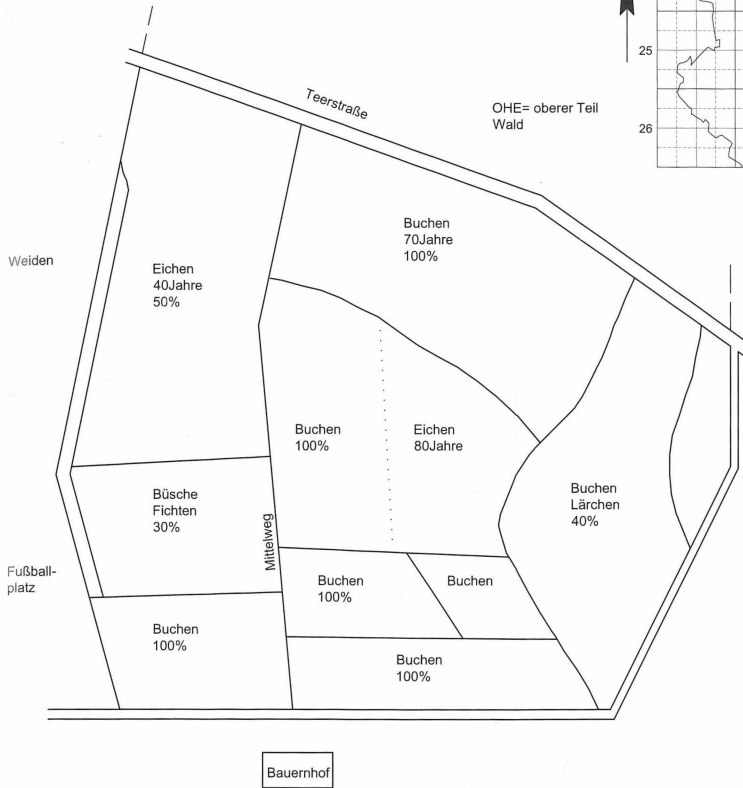 25
Teerstraße
OHE= oberer Teil
Wald
26
Buchen
70Jahre
100%
Weiden
Eichen
40Jahre
50%
Buchen
100%
Eichen
80Jahre
Büsche
Fichten
30%
Buchen
Lärchen
40%
Mittelweg
Fußball-
platz
Buchen
100%
Buchen
Buchen
100%
Buchen
100%
Bauernhof